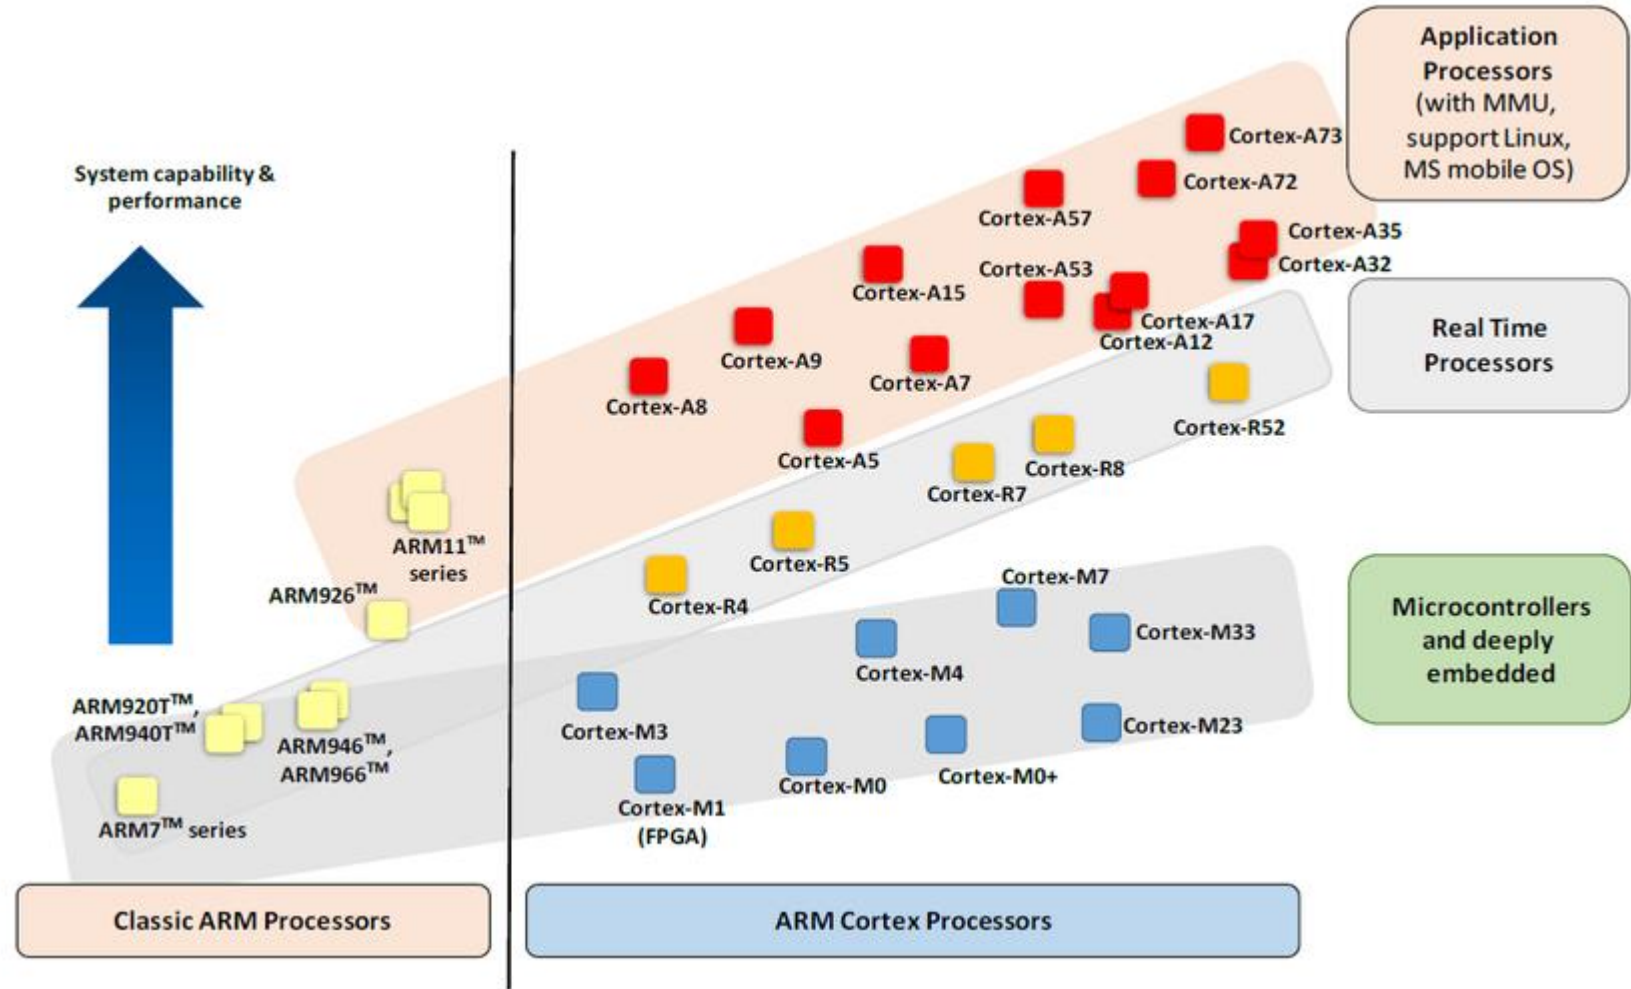 Application
Processors
(with MMU,
support Linux,
MS mobile OS)
System capability &
performance
Cortex-A73
Cortex-A72
Cortex-A57
Cortex-A35
Cortex-A32
Cortex-A53
Cortex-A15
Cortex-A17
Cortex-A12
Cortex-A9
Cortex-A7
Cortex-A8
Cortex-A5
Real Time
Processors
Cortex-R52
Cortex-R8
Cortex-R7
Cortex-R5
Cortex-R4
ARM11™
series
ARM926™
Cortex-M7
Cortex-M33
Cortex-M4
Cortex-M3
Cortex-M23
Cortex-M0+
Cortex-M0
Cortex-M1
(FPGA)
Microcontrollers
and deeply
embedded
ARM920T™,
ARM940T™
ARM946™,
ARM966™
ARM7™ series
Classic ARM Processors
ARM Cortex Processors